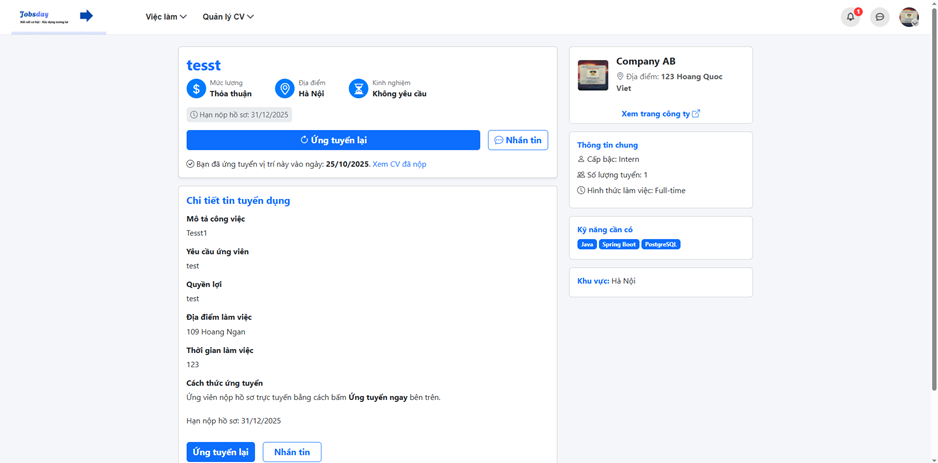 Jobsday
Việc làm
Quản lý CV
1
tesst
Mức lương
Thỏa thuận
Địa điểm
Hà Nội
Kinh nghiệm
Không yêu cầu
Hạn nộp hồ sơ: 31/12/2025
Ứng tuyển lại
Nhắn tin
Bạn đã ứng tuyển vị trí này vào ngày: 25/10/2025. Xem CV đã nộp
Chi tiết tin tuyển dụng
Mô tả công việc
Tesst1
Yêu cầu ứng viên
test
Quyền lợi
test
Địa điểm làm việc
109 Hoang Ngan
Thời gian làm việc
123
Cách thức ứng tuyển
Ứng viên nộp hồ sơ trực tuyến bằng cách bấm Ứng tuyển ngay bên trên.
Hạn nộp hồ sơ: 31/12/2025
Ứng tuyển lại
Nhắn tin
Company AB
Địa điểm: 123 Hoang Quoc
Viet
Xem trang công ty
Thông tin chung
Cấp bậc: Intern
Số lượng tuyển: 1
Hình thức làm việc: Full-time
Kỹ năng cần có
Java
Spring Boot
PostgreSQL
Khu vực: Hà Nội